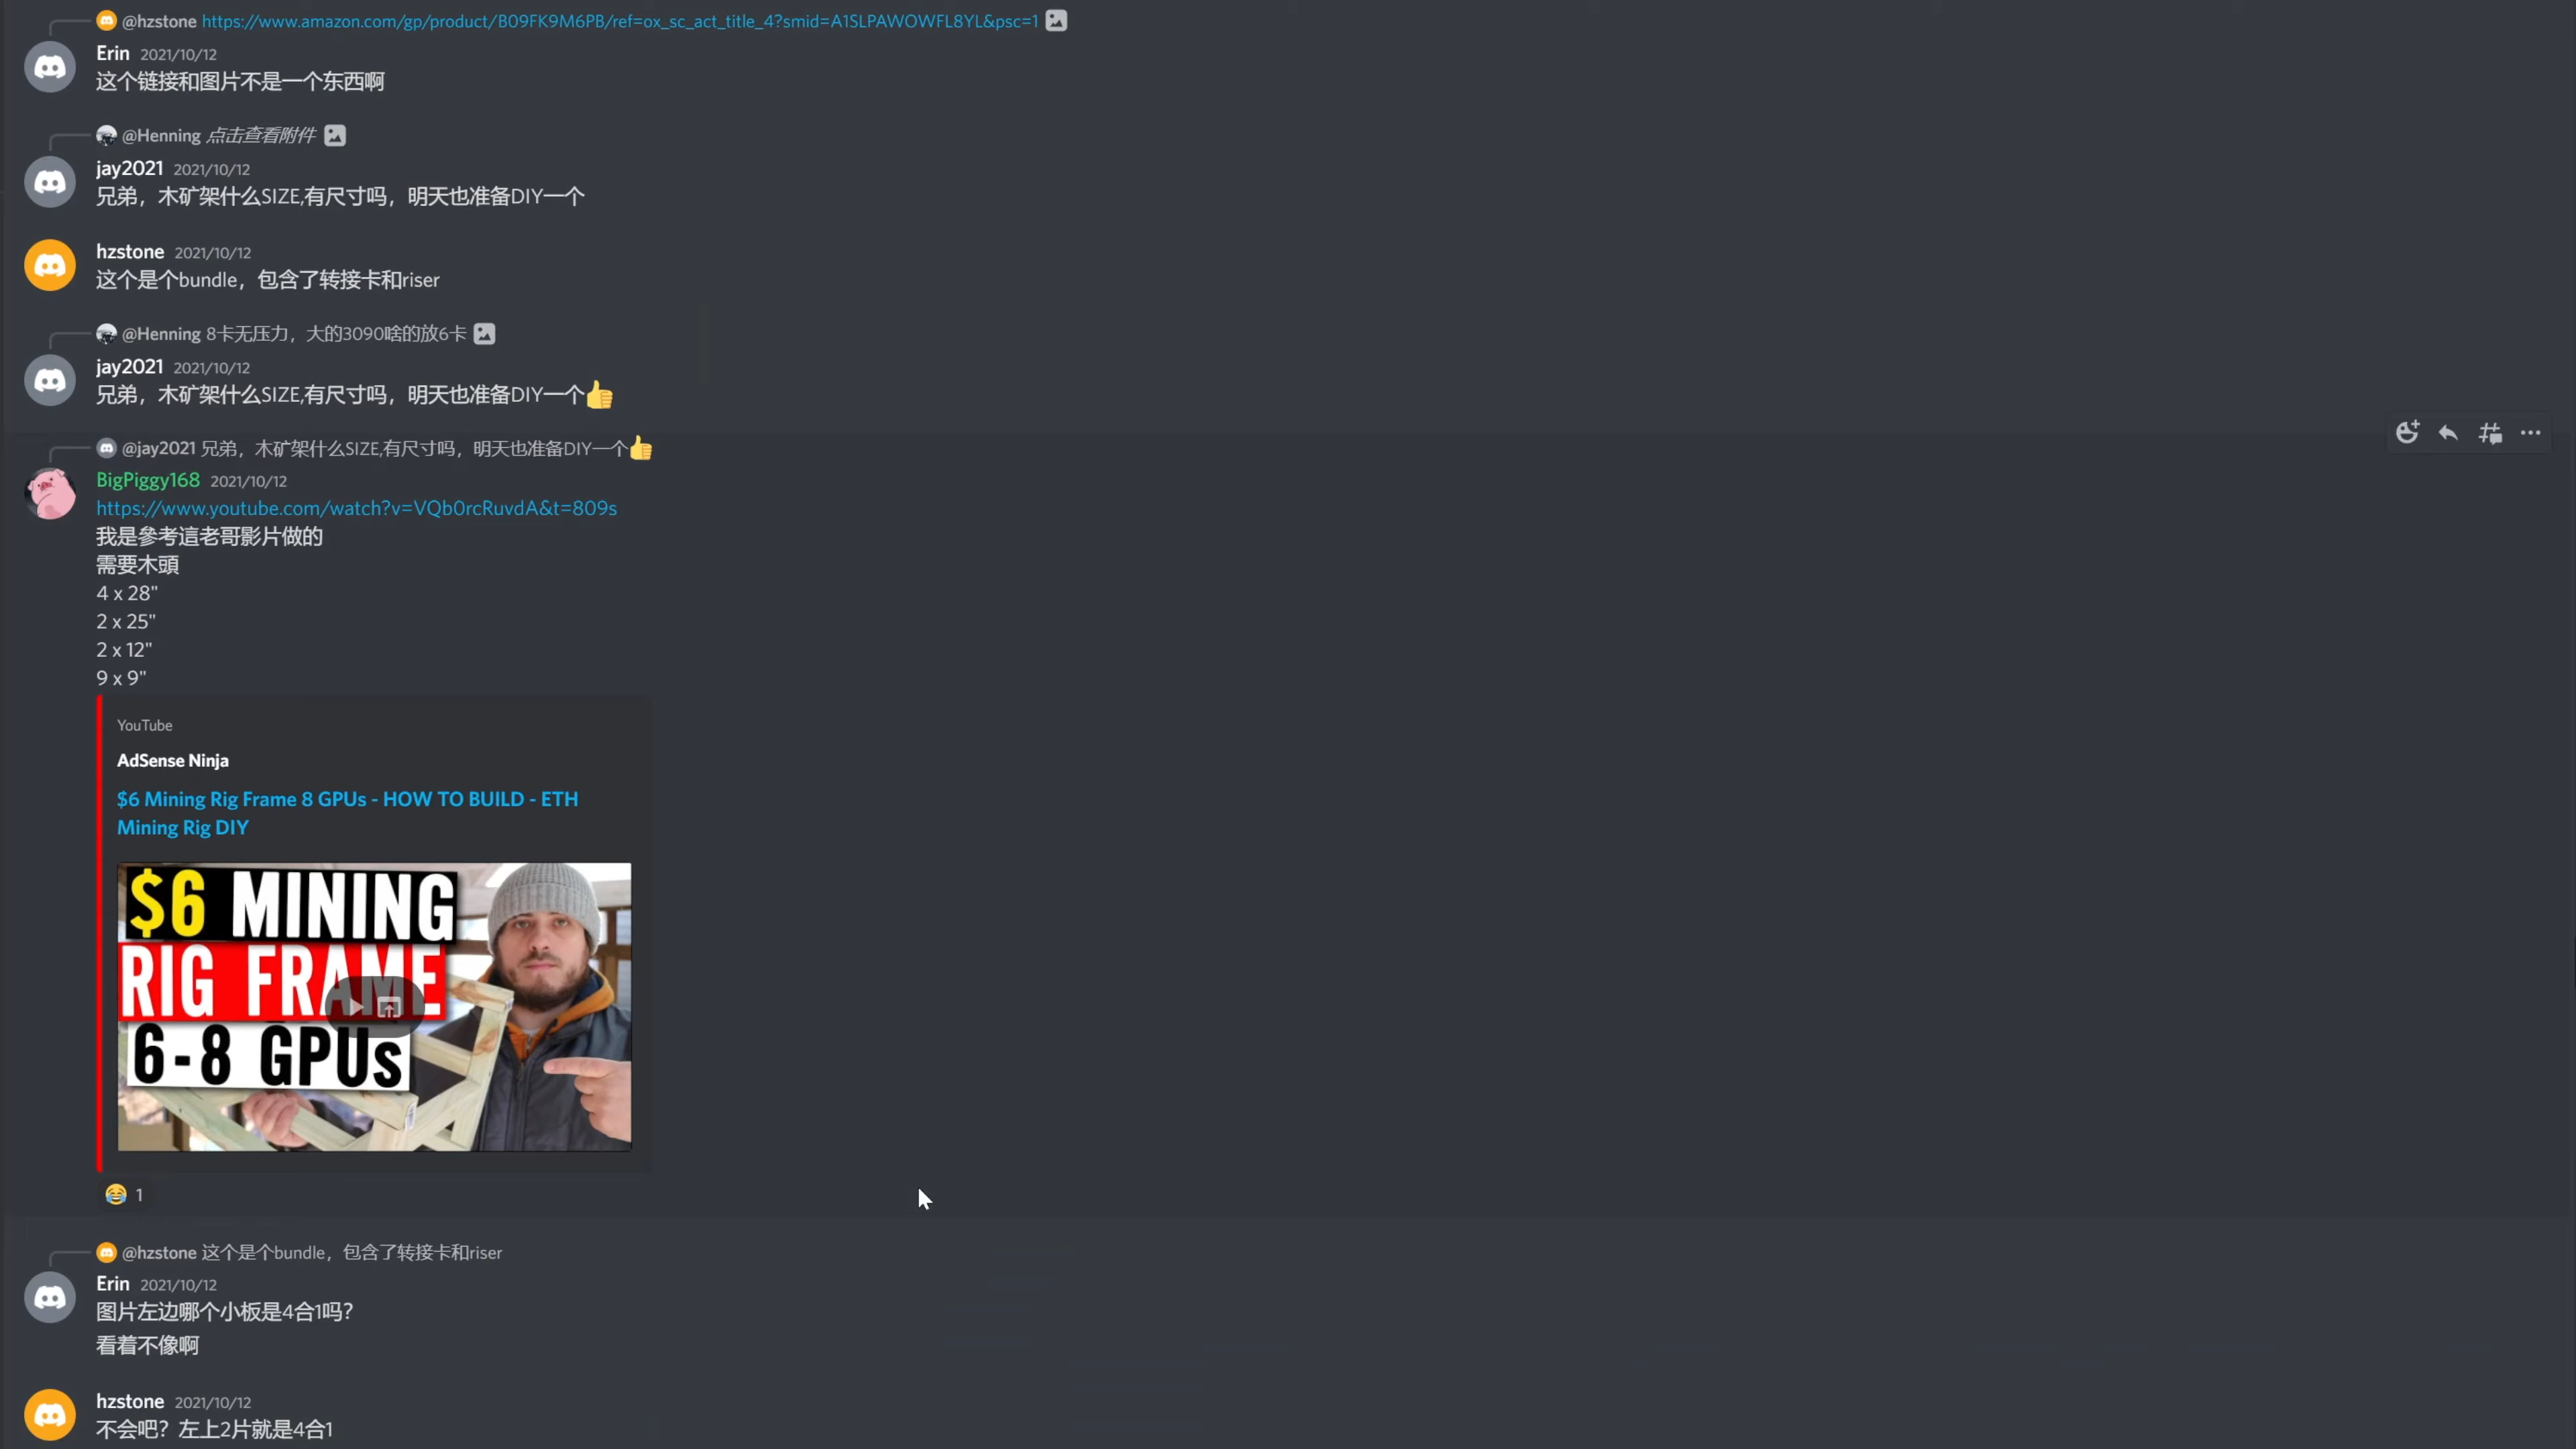 @hzstone https://www.amazon.com/gp/product/B09FK9M6PB/ref=ox_sc_act_title_4?smid=A1SLPAWOWFL8YL&psc=1
Erin 2021/10/12
这个链接和图片不是一个东西啊
@Henning 点击查看附件
jay2021 2021/10/12
兄弟，木矿架什么SIZE,有尺寸吗，明天也准备DIY一个
hzstone 2021/10/12
这个是个bundle，包含了转接卡和riser
@Henning 8卡无压力，大的3090啥的放6卡
jay2021 2021/10/12
兄弟，木矿架什么SIZE,有尺寸吗，明天也准备DIY一个👍
@jay2021 兄弟，木矿架什么SIZE,有尺寸吗，明天也准备DIY一个👍
BigPiggy168 2021/10/12
https://www.youtube.com/watch?v=VQb0rcRuvdA&t=809s
我是參考這老哥影片做的
需要木頭
4 x 28"
2 x 25"
2 x 12"
9 x 9"
YouTube
AdSense Ninja
$6 Mining Rig Frame 8 GPUs - HOW TO BUILD - ETH
Mining Rig DIY
$6 MINING
RIG FRAME
6-8 GPUs
😂 1
@hzstone 这个是个bundle，包含了转接卡和riser
Erin 2021/10/12
图片左边哪个小板是4合1吗？
看着不像啊
hzstone 2021/10/12
不会吧？左上2片就是4合1